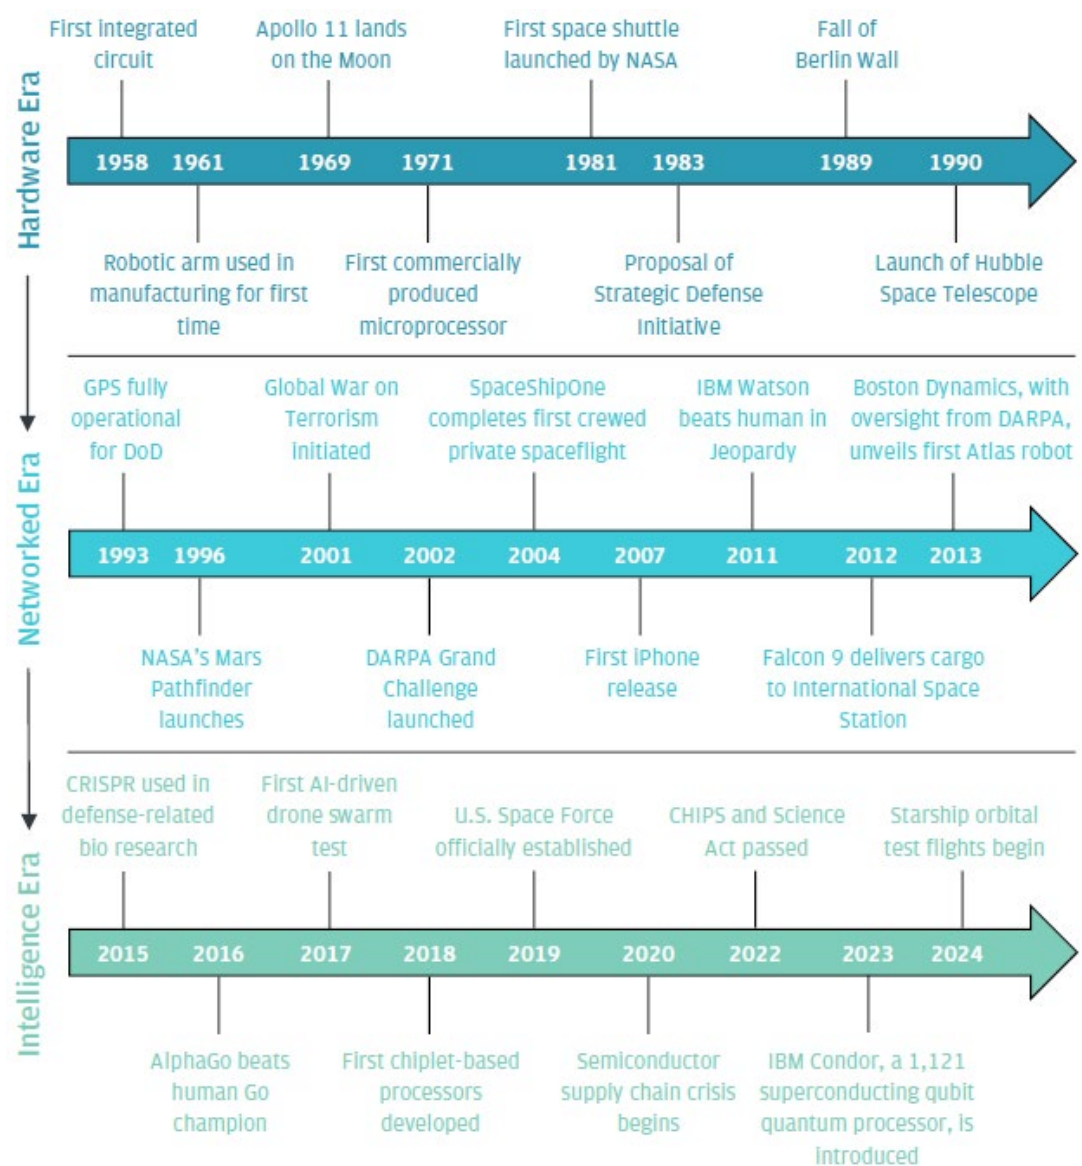 Hardware Era
First integrated
circuit
Apollo 11 lands
on the Moon
First space shuttle
launched by NASA
Fall of
Berlin Wall
1958 1961 1969 1971 1981 1983 1989 1990
Robotic arm used in
manufacturing for first
time
First commercially
produced
microprocessor
Proposal of
Strategic Defense
Initiative
Launch of Hubble
Space Telescope
Networked Era
GPS fully
operational
for DoD
Global War on
Terrorism
initiated
SpaceShipOne
completes first crewed
private spaceflight
IBM Watson
beats human in
Jeopardy
Boston Dynamics, with
oversight from DARPA,
unveils first Atlas robot
1993 1996 2001 2002 2004 2007 2011 2012 2013
NASA's Mars
Pathfinder
launches
DARPA Grand
Challenge
launched
First iPhone
release
Falcon 9 delivers cargo
to International Space
Station
Intelligence Era
CRISPR used in
defense-related
bio research
First AI-driven
drone swarm
test
U.S. Space Force
officially established
CHIPS and Science
Act passed
Starship orbital
test flights begin
2015 2016 2017 2018 2019 2020 2022 2023 2024
AlphaGo beats
human Go
champion
First chiplet-based
processors
developed
Semiconductor
supply chain crisis
begins
IBM Condor, a 1,121
superconducting qubit
quantum processor, is
introduced